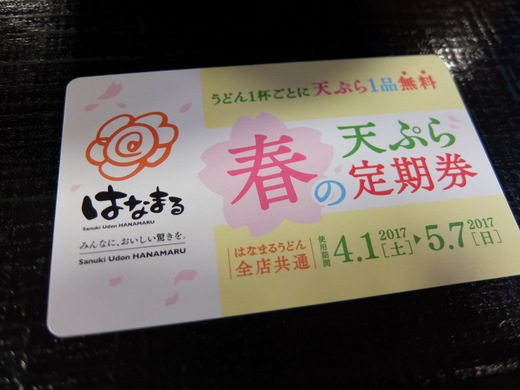 うどん1杯ごとに天ぷら1品無料
春の天ぷら定期券
はなまる
Sanuki Udon HANAMARU
みんなに、おいしい驚きを。
Sanuki Udon HANAMARU
はなまるうどん
全店共通
使用期間
2017 4.1[土]▶2017 5.7[日]